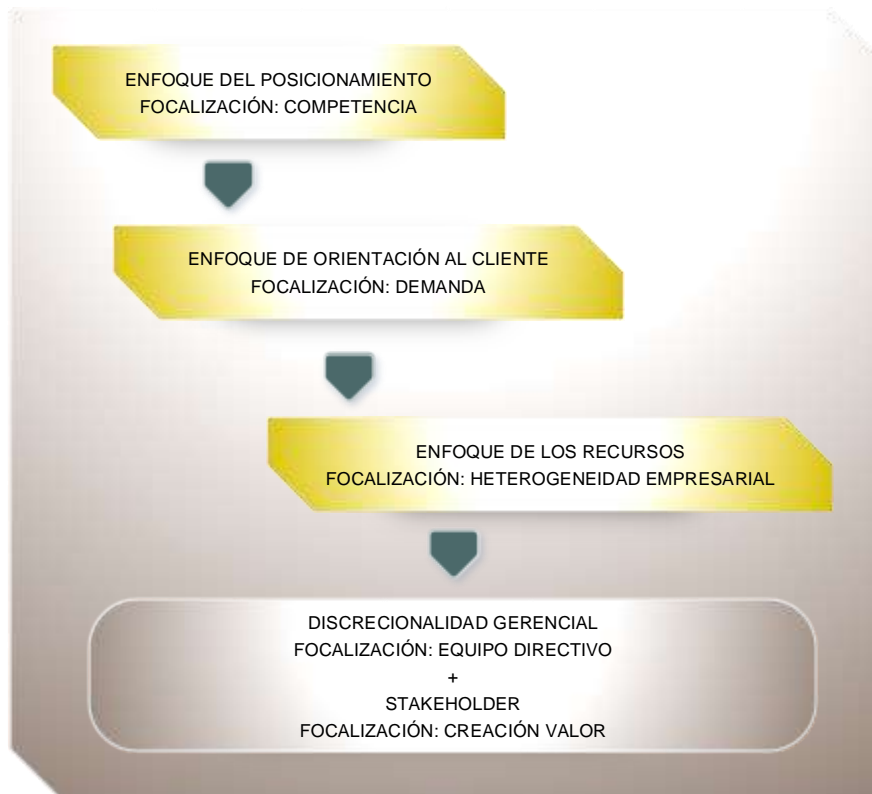 ENFOQUE DEL POSICIONAMIENTO
FOCALIZACIÓN: COMPETENCIA
ENFOQUE DE ORIENTACIÓN AL CLIENTE
FOCALIZACIÓN: DEMANDA
ENFOQUE DE LOS RECURSOS
FOCALIZACIÓN: HETEROGENEIDAD EMPRESARIAL
DISCRECIONALIDAD GERENCIAL
FOCALIZACIÓN: EQUIPO DIRECTIVO
+
STAKEHOLDER
FOCALIZACIÓN: CREACIÓN VALOR